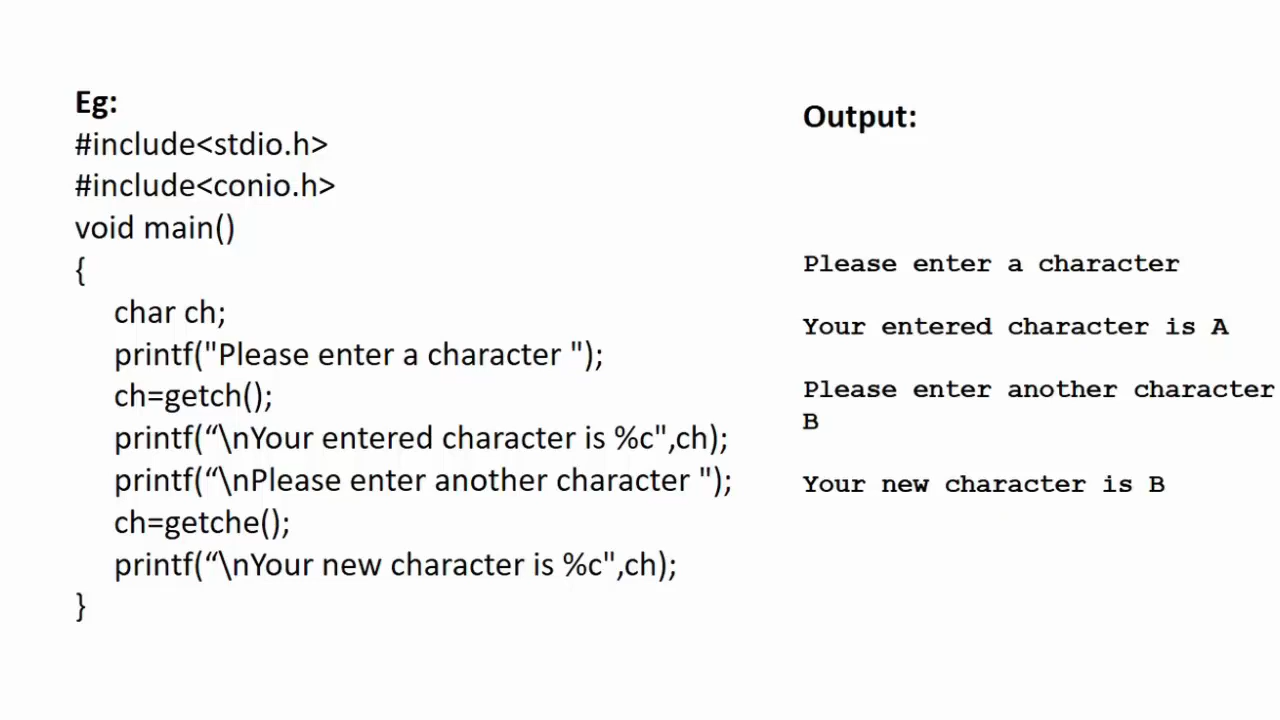 Eg:
#include<stdio.h>
#include<conio.h>
void main()
{
char ch;
printf("Please enter a character ");
ch=getch();
printf(“\nYour entered character is %c",ch);
printf(“\nPlease enter another character ");
ch=getche();
printf(“\nYour new character is %c",ch);
}
Output:
Please enter a character
Your entered character is A
Please enter another character
B
Your new character is B